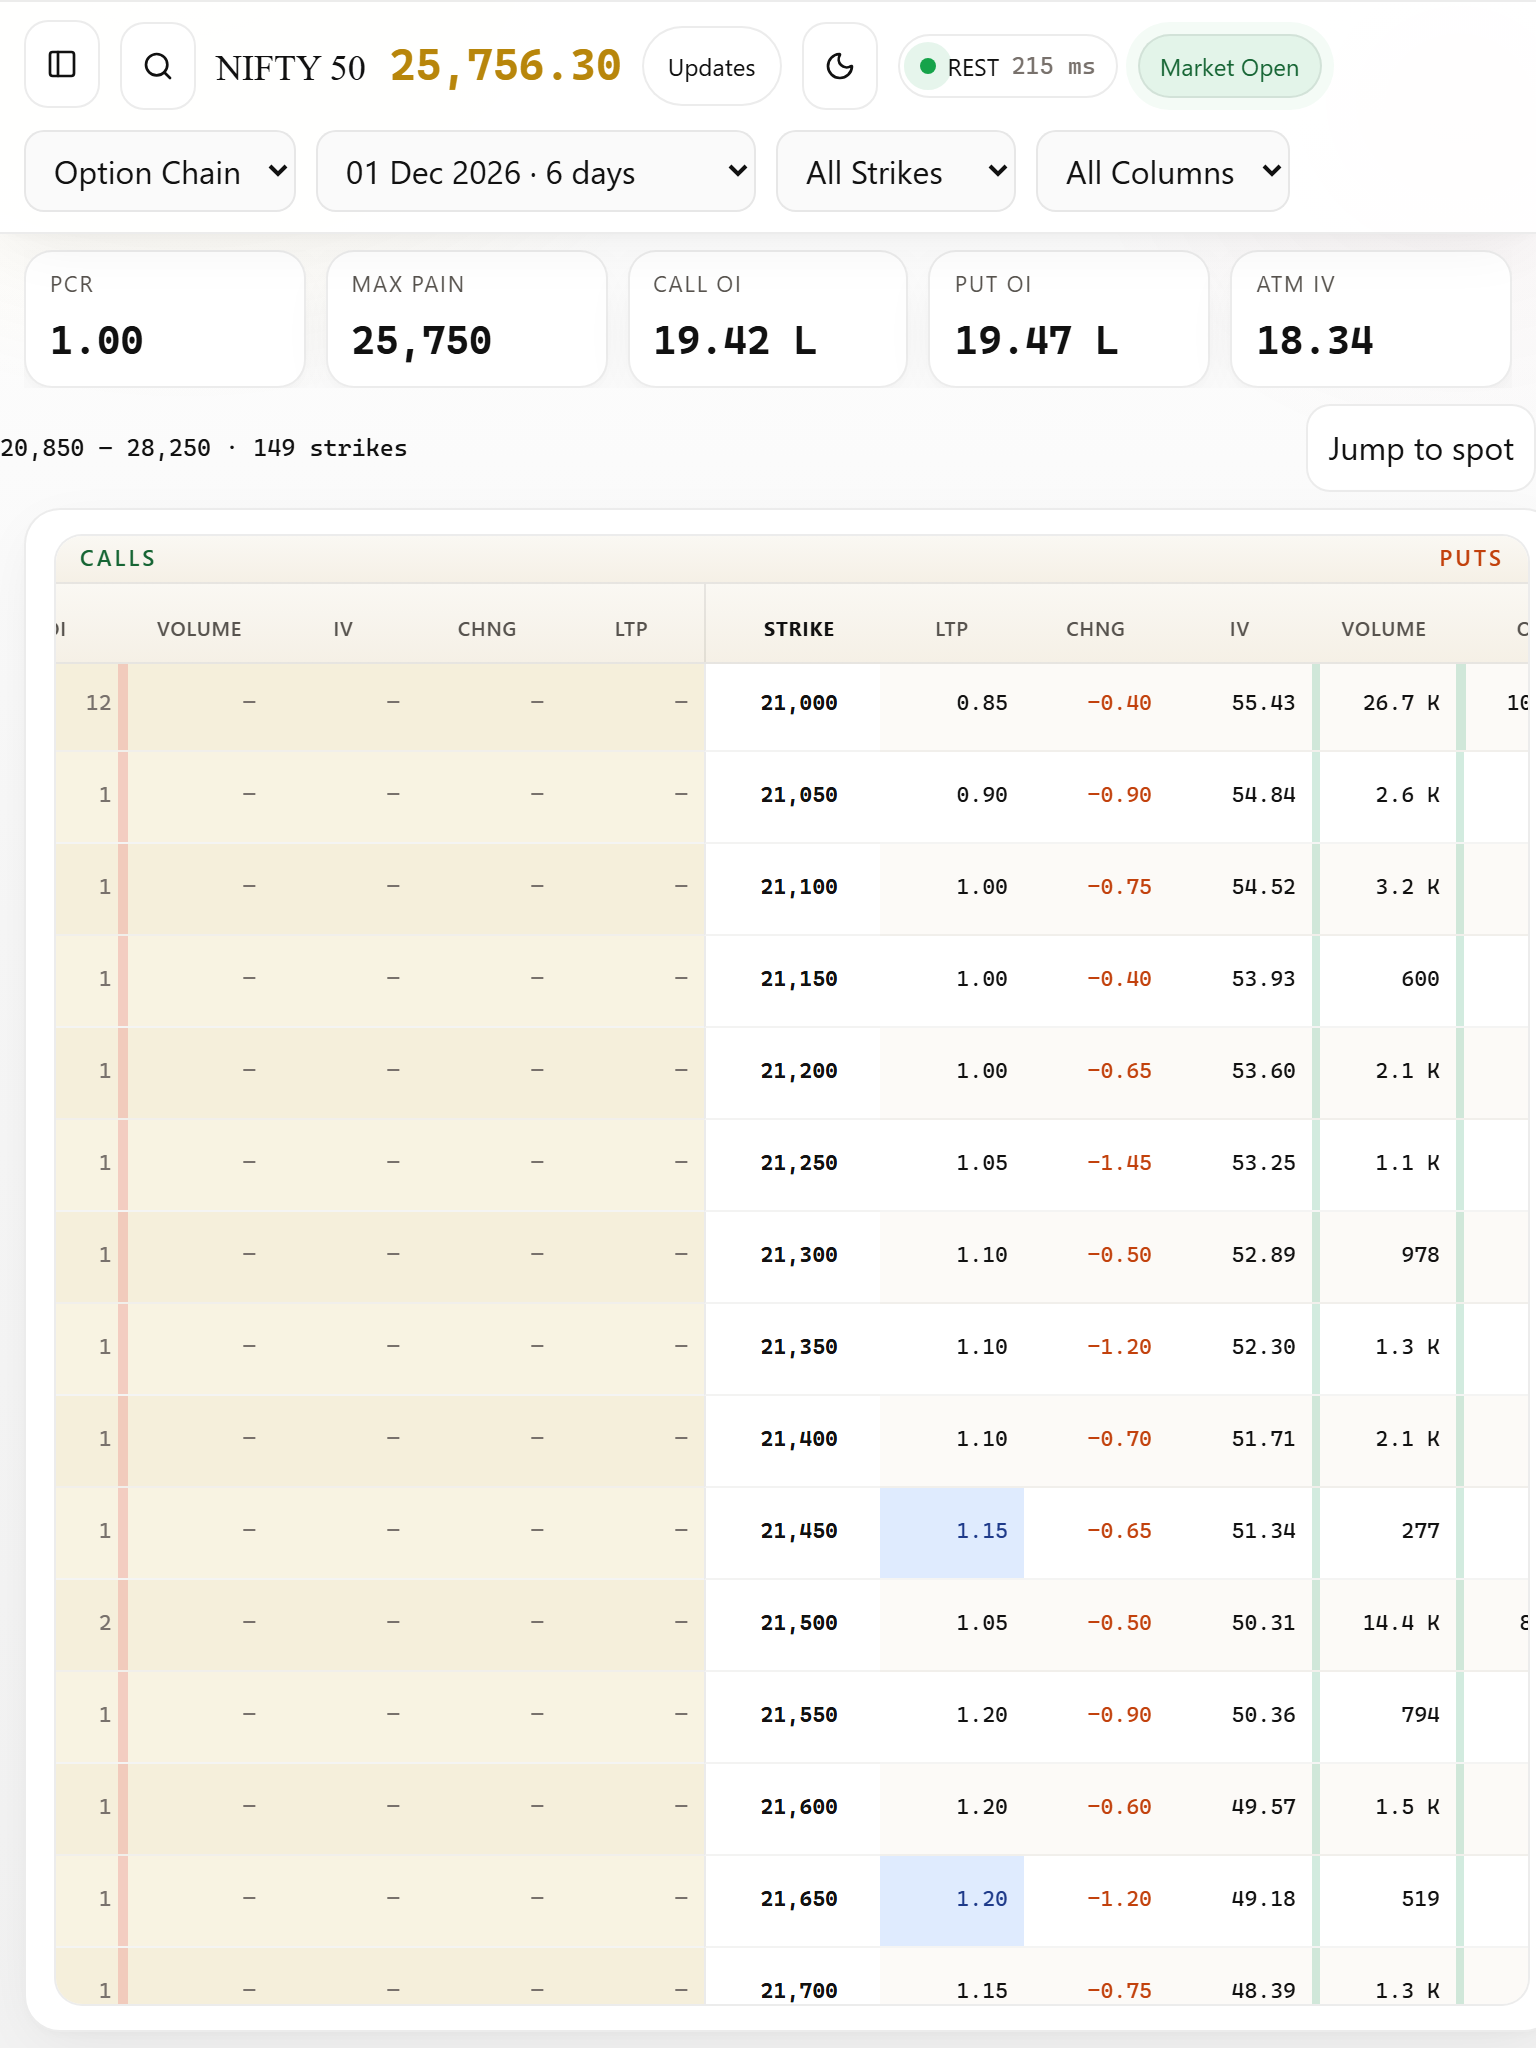 NIFTY 50 25,756.30 Updates REST 215 ms Market Open
Option Chain 01 Dec 2026 · 6 days All Strikes All Columns
PCR MAX PAIN CALL OI PUT OI ATM IV
1.00 25,750 19.42 L 19.47 L 18.34
20,850 – 28,250 · 149 strikes Jump to spot
CALLS PUTS
VOLUME IV CHNG LTP STRIKE LTP CHNG IV VOLUME
12 – – – – 21,000 0.85 −0.40 55.43 26.7 K 10
1 – – – – 21,050 0.90 −0.90 54.84 2.6 K
1 – – – – 21,100 1.00 −0.75 54.52 3.2 K
1 – – – – 21,150 1.00 −0.40 53.93 600
1 – – – – 21,200 1.00 −0.65 53.60 2.1 K
1 – – – – 21,250 1.05 −1.45 53.25 1.1 K
1 – – – – 21,300 1.10 −0.50 52.89 978
1 – – – – 21,350 1.10 −1.20 52.30 1.3 K
1 – – – – 21,400 1.10 −0.70 51.71 2.1 K
1 – – – – 21,450 1.15 −0.65 51.34 277
2 – – – – 21,500 1.05 −0.50 50.31 14.4 K 8
1 – – – – 21,550 1.20 −0.90 50.36 794
1 – – – – 21,600 1.20 −0.60 49.57 1.5 K
1 – – – – 21,650 1.20 −1.20 49.18 519
1 – – – – 21,700 1.15 −0.75 48.39 1.3 K